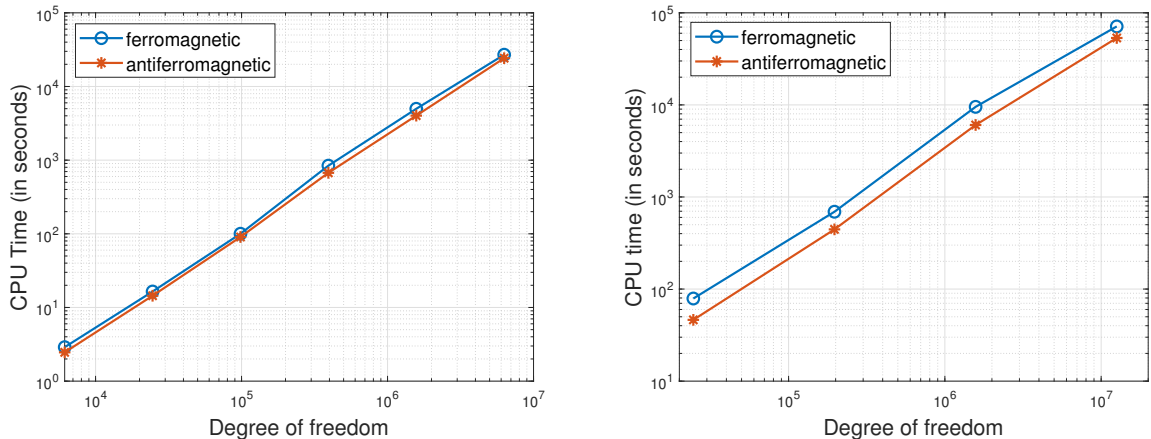 10^5
10^4
10^3
10^2
10^1
10^0
CPU Time (in seconds)
ferromagnetic
antiferromagnetic
10^4
10^5
10^6
10^7
Degree of freedom
10^5
10^4
10^3
10^2
10^1
CPU time (in seconds)
ferromagnetic
antiferromagnetic
10^5
10^6
10^7
Degree of freedom